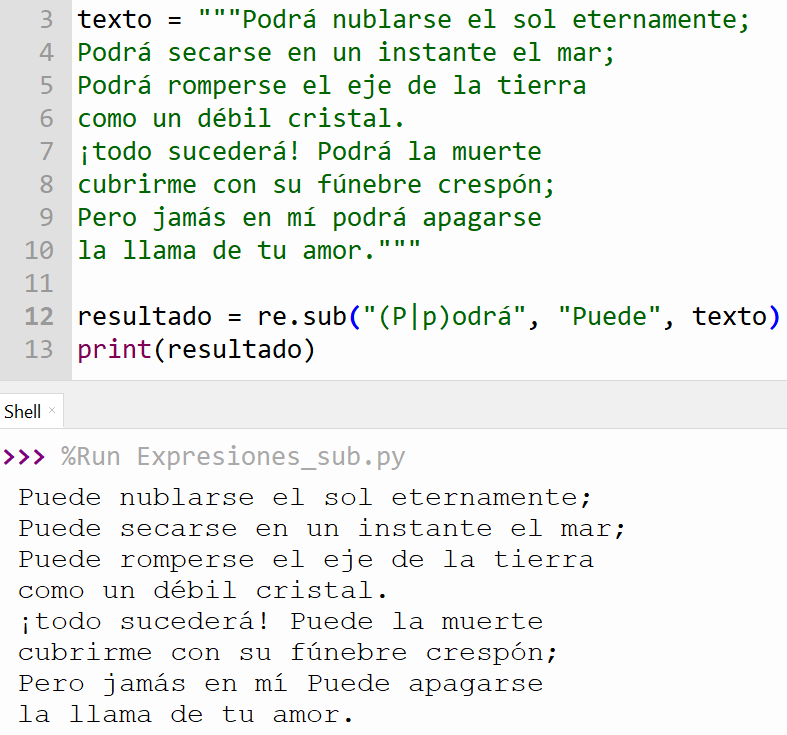 3 texto = """Podrá nublarse el sol eternamente;
4 Podrá secarse en un instante el mar;
5 Podrá romperse el eje de la tierra
6 como un débil cristal.
7 ¡todo sucederá! Podrá la muerte
8 cubrirme con su fúnebre crespón;
9 Pero jamás en mí podrá apagarse
10 la llama de tu amor."""
11
12 resultado = re.sub("(P|p)odrá", "Puede", texto)
13 print(resultado)
Shell ×
>>> %Run Expresiones_sub.py
Puede nublarse el sol eternamente;
Puede secarse en un instante el mar;
Puede romperse el eje de la tierra
como un débil cristal.
¡todo sucederá! Puede la muerte
cubrirme con su fúnebre crespón;
Pero jamás en mí Puede apagarse
la llama de tu amor.